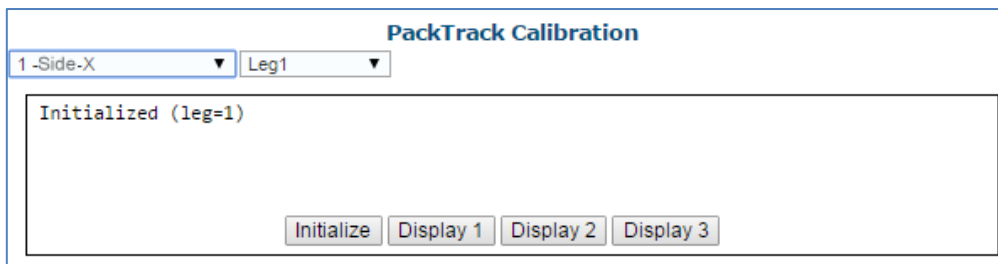 PackTrack Calibration
1 -Side-X Leg1
Initialized (leg=1)
Initialize Display 1 Display 2 Display 3